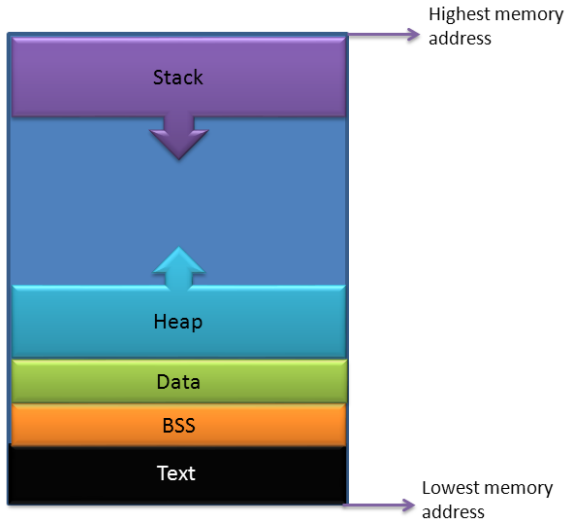 Highest memory
address
Stack
Heap
Data
BSS
Text
Lowest memory
address